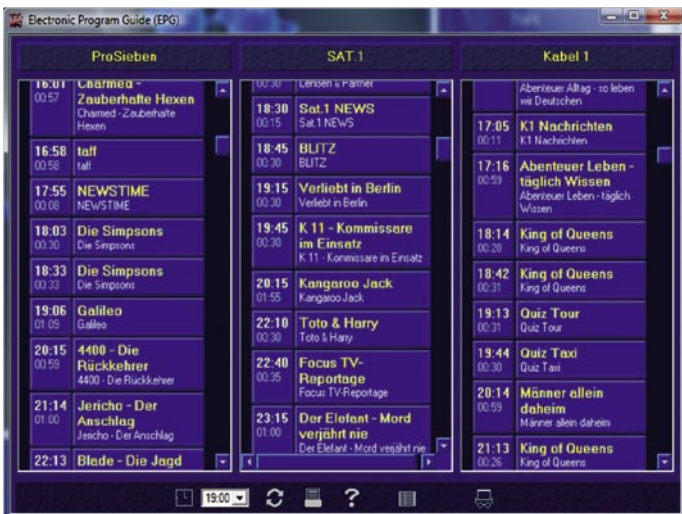 Electronic Program Guide (EPG)
ProSieben
16:01 Charmed -
00:57 Zauberhafte Hexen
Charmed - Zauberhafte
Hexen
16:58 taff
00:58 taff
17:55 NEWSTIME
00:08 NEWSTIME
18:03 Die Simpsons
00:30 Die Simpsons
18:33 Die Simpsons
00:33 Die Simpsons
19:06 Galileo
01:09 Galileo
20:15 4400 - Die
00:59 Rückkehrer
4400 - Die Rückkehrer
21:14 Jericho - Der
01:00 Anschlag
Jericho - Der Anschlag
22:13 Blade - Die Jagd
SAT.1
00:30 Lenßen & Partner
18:30 Sat.1 NEWS
00:15 Sat.1 NEWS
18:45 BLITZ
00:30 BLITZ
19:15 Verliebt in Berlin
00:30 Verliebt in Berlin
19:45 K 11 - Kommissare
00:30 im Einsatz
K 11 - Kommissare im Einsatz
20:15 Kangaroo Jack
01:55 Kangaroo Jack
22:10 Toto & Harry
00:30 Toto & Harry
22:40 Focus TV-
00:35 Reportage
Focus TV-Reportage
23:15 Der Elefant - Mord
01:00 verjährt nie
Der Elefant - Mord verjährt nie
Kabel 1
Abenteuer Alltag - so leben
wir Deutschen
17:05 K1 Nachrichten
00:11 K1 Nachrichten
17:16 Abenteuer Leben -
00:59 täglich Wissen
Abenteuer Leben - täglich
Wissen
18:14 King of Queens
00:28 King of Queens
18:42 King of Queens
00:31 King of Queens
19:13 Quiz Tour
00:31 Quiz Tour
19:44 Quiz Taxi
00:30 Quiz Taxi
20:14 Männer allein
00:59 daheim
Männer allein daheim
21:13 King of Queens
00:26 King of Queens
19:00
?